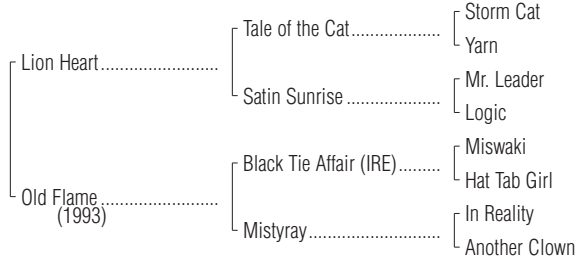 Storm Cat
Tale of the Cat
Yarn
Lion Heart
Mr. Leader
Satin Sunrise
Logic
Miswaki
Black Tie Affair (IRE)
Hat Tab Girl
Old Flame
(1993)
In Reality
Mistyray
Another Clown